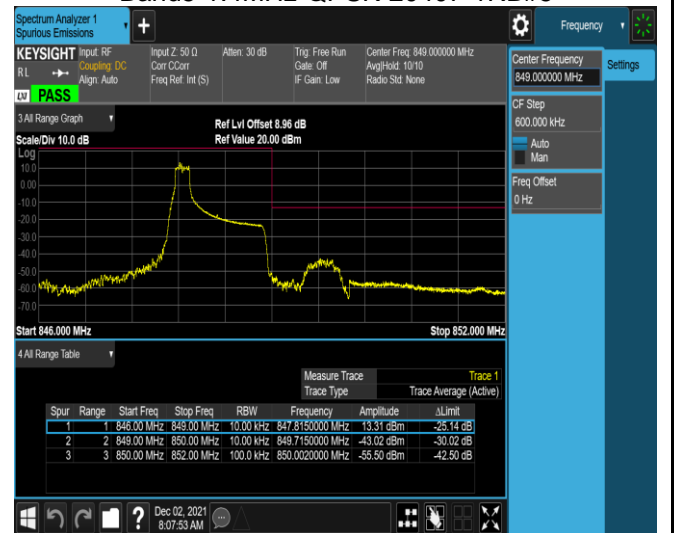 Spectrum Analyzer 1
Spurious Emissions
Frequency
KEYSIGHT Input: RF Input Z: 50 Ω Atten: 30 dB Trig: Free Run Center Freq: 849.000000 MHz
RL Coupling: DC Corr CCorr Gate: Off Avg|Hold: 10/10
Align: Auto Freq Ref: Int (S) IF Gain: Low Radio Std: None
LXI PASS
Center Frequency
849.000000 MHz
Settings
CF Step
600.000 kHz
Auto
Man
Freq Offset
0 Hz
3 All Range Graph
Ref Lvl Offset 8.96 dB
Scale/Div 10.0 dB Ref Value 20.00 dBm
Log
10.0
0.00
-10.0
-20.0
-30.0
-40.0
-50.0
-60.0
-70.0
Start 846.000 MHz Stop 852.000 MHz
4 All Range Table
Measure Trace Trace 1
Trace Type Trace Average (Active)
Spur Range Start Freq Stop Freq RBW Frequency Amplitude ΔLimit
1 1 846.00 MHz 849.00 MHz 10.00 kHz 847.8150000 MHz 13.31 dBm -25.14 dB
2 2 849.00 MHz 850.00 MHz 10.00 kHz 849.7150000 MHz -43.02 dBm -30.02 dB
3 3 850.00 MHz 852.00 MHz 100.0 kHz 850.0020000 MHz -55.50 dBm -42.50 dB
Dec 02, 2021
8:07:53 AM